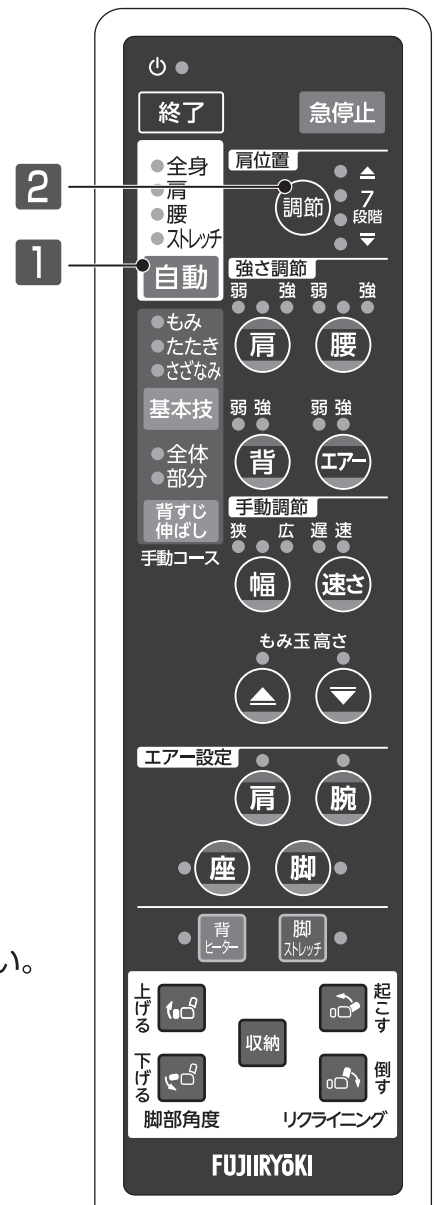 終了
急停止
全身
肩
腰
ストレッチ
自動
肩位置
調節
7
段階
2
1
強さ調節
弱 強 弱 強
肩 腰
もみ
たたき
さざなみ
基本技
弱 強 弱 強
背 エアー
全体
部分
背すじ
伸ばし
手動コース
手動調節
狭 広 遅 速
幅 速さ
もみ玉高さ
エアー設定
肩 腕
座 脚
背
ヒーター
脚
ストレッチ
い。
上げる
下げる
脚部角度
収納
起こす
倒す
リクライニング
FUJIIRYŌKI